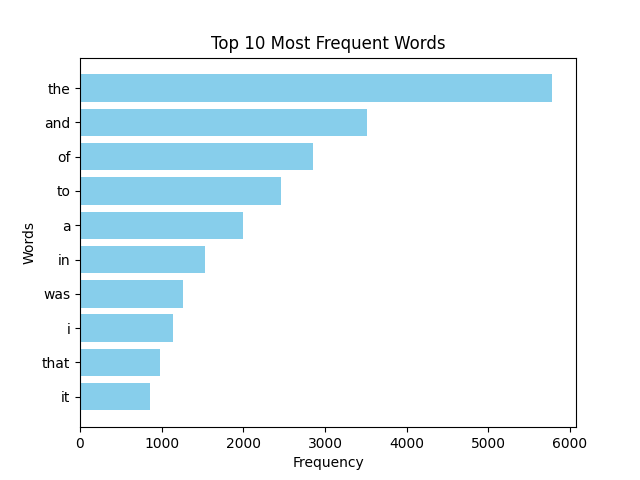 Top 10 Most Frequent Words
the
and
of
to
a
in
was
i
that
it
Words
0 1000 2000 3000 4000 5000 6000
Frequency